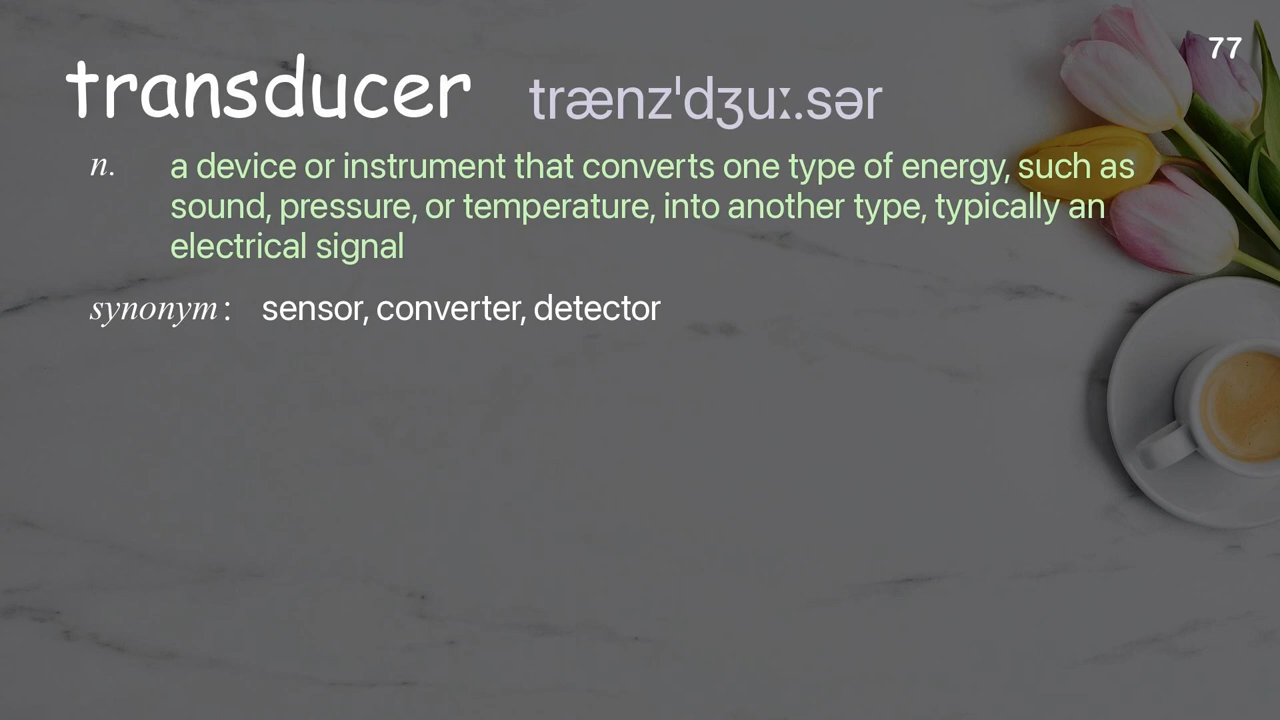 77
transducer trænzˈdʒuː.sər
n. a device or instrument that converts one type of energy, such as
sound, pressure, or temperature, into another type, typically an
electrical signal
synonym: sensor, converter, detector